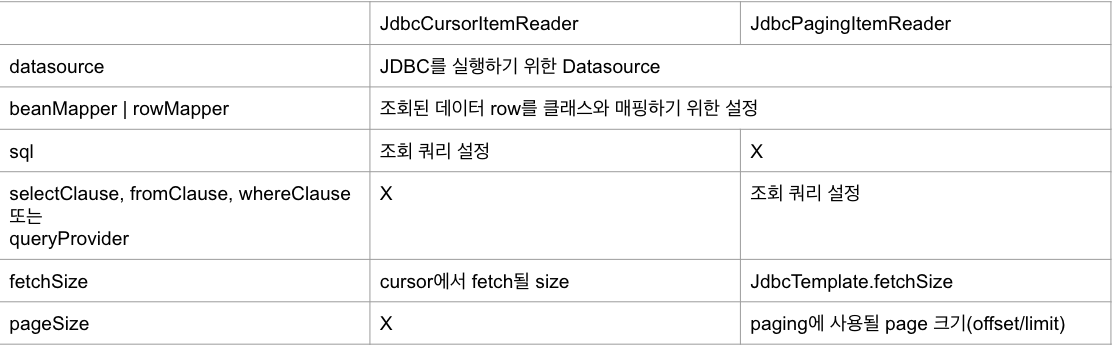 JdbcCursorItemReader JdbcPagingItemReader
datasource JDBC를 실행하기 위한 Datasource
beanMapper | rowMapper 조회된 데이터 row를 클래스와 매핑하기 위한 설정
sql 조회 쿼리 설정 X
selectClause, fromClause, whereClause X 조회 쿼리 설정
또는
queryProvider
fetchSize cursor에서 fetch될 size JdbcTemplate.fetchSize
pageSize X paging에 사용될 page 크기(offset/limit)